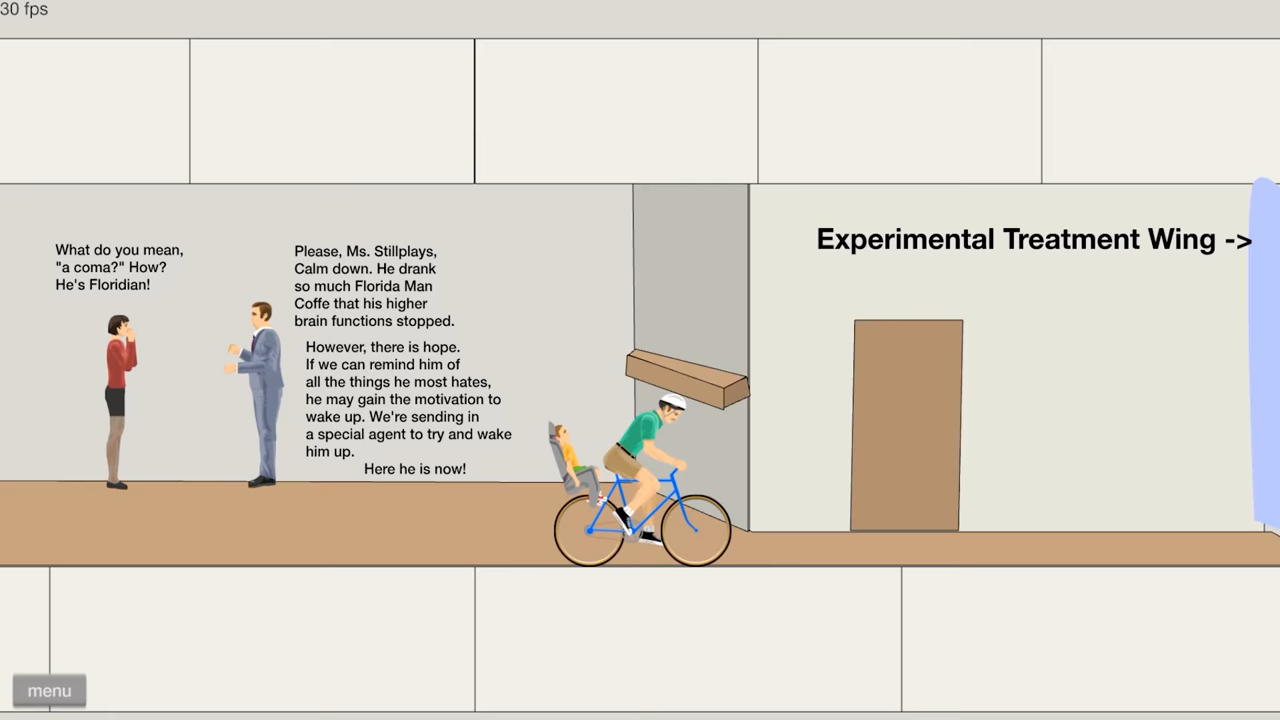 30 fps
What do you mean,
"a coma?" How?
He's Floridian!
Please, Ms. Stillplays,
Calm down. He drank
so much Florida Man
Coffe that his higher
brain functions stopped.
However, there is hope.
If we can remind him of
all the things he most hates,
he may gain the motivation to
wake up. We're sending in
a special agent to try and wake
him up.
Here he is now!
Experimental Treatment Wing ->
menu